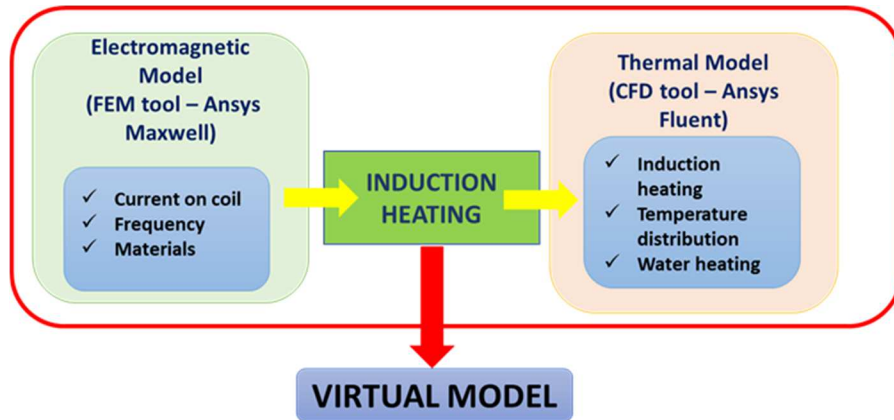 Electromagnetic
Model
(FEM tool – Ansys
Maxwell)
✓ Current on coil
✓ Frequency
✓ Materials
INDUCTION
HEATING
Thermal Model
(CFD tool – Ansys
Fluent)
✓ Induction
heating
✓ Temperature
distribution
✓ Water heating
VIRTUAL MODEL